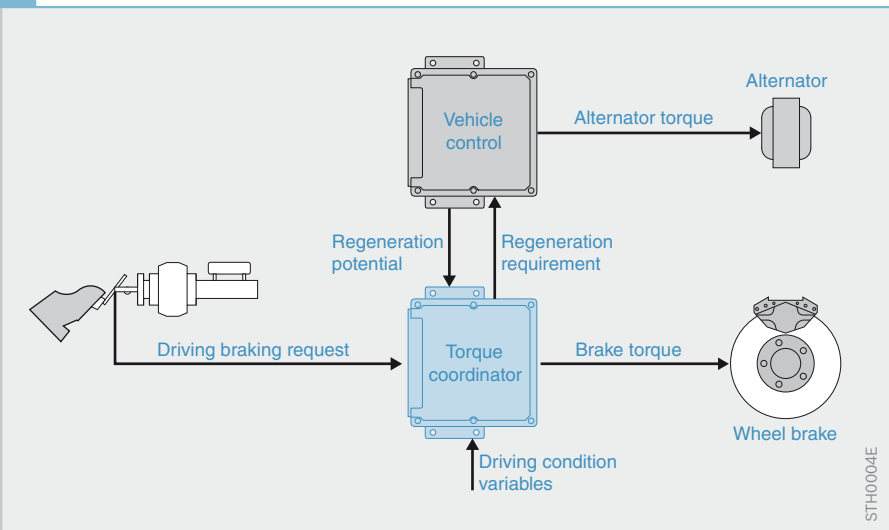 Alternator
Vehicle
control
Alternator torque
Regeneration
potential
Regeneration
requirement
Driving braking request
Torque
coordinator
Brake torque
Wheel brake
Driving condition
variables
STH0004E